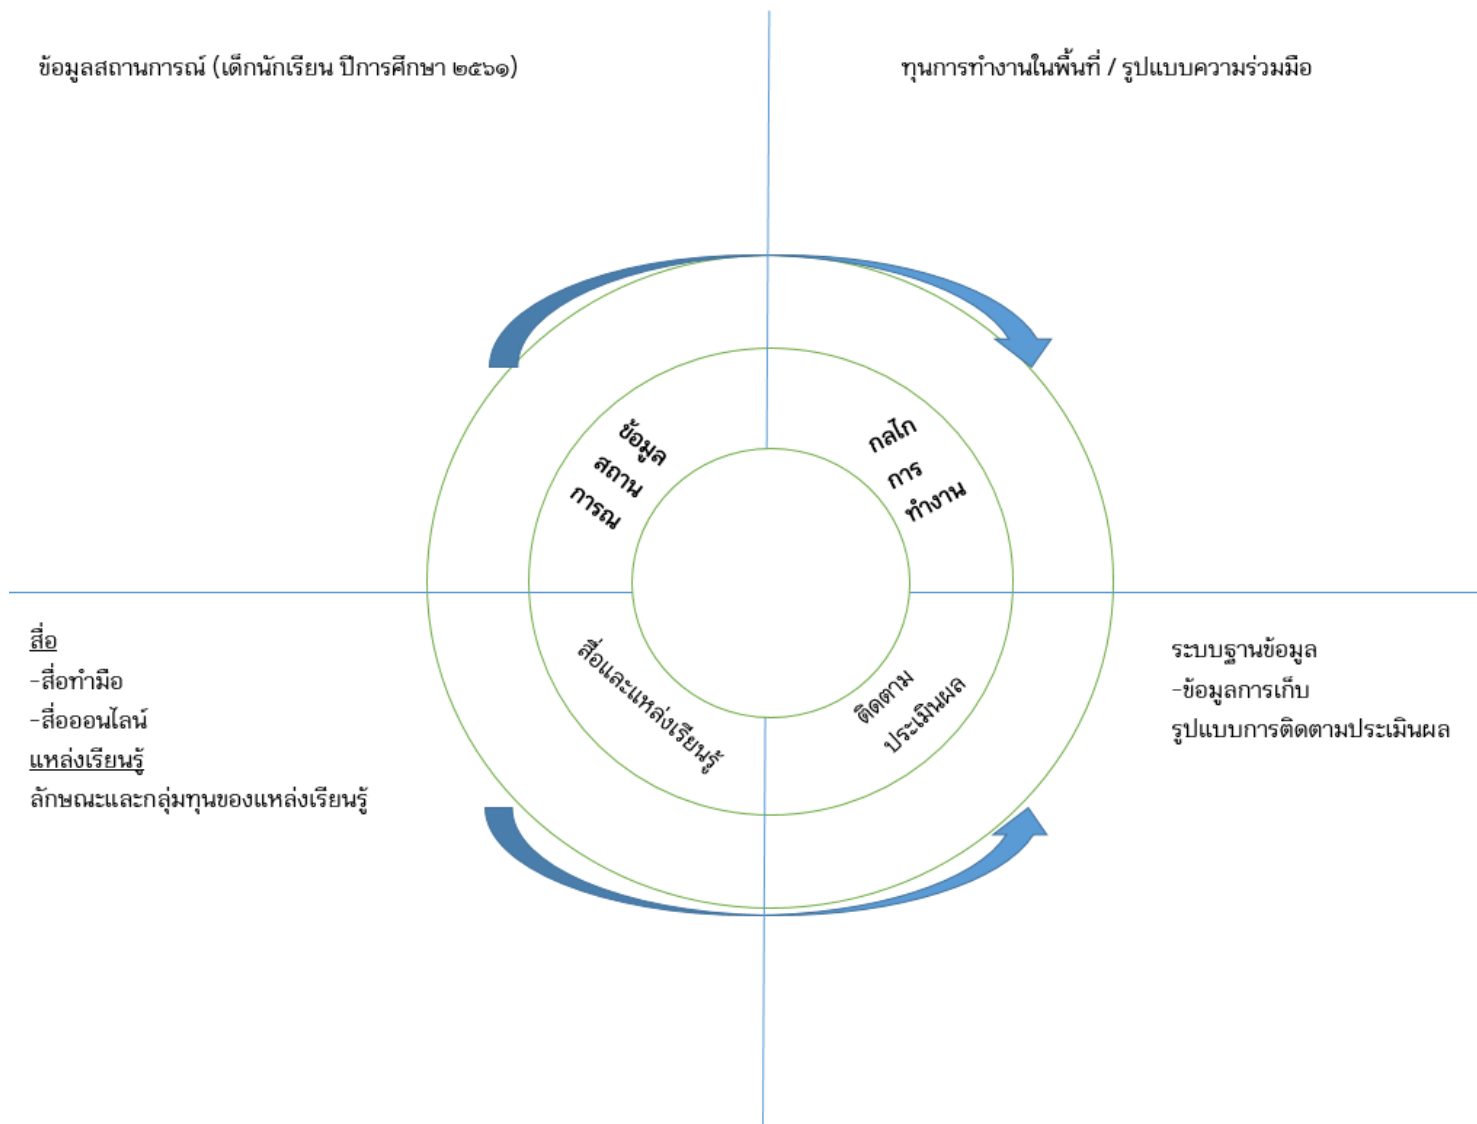 ข้อมูลสถานการณ์ (เด็กนักเรียน ปีการศึกษา ๒๕๖๑)
ทุนการทำงานในพื้นที่ / รูปแบบความร่วมมือ
ข้อมูล
สถาน
การณ
กลไก
การ
ทำงาน
สื่อและแหล่งเรียนรู้
ติดตาม
ประเมินผล
สื่อ
-สื่อทำมือ
-สื่อออนไลน์
แหล่งเรียนรู้
ลักษณะและกลุ่มทุนของแหล่งเรียนรู้
ระบบฐานข้อมูล
-ข้อมูลการเก็บ
รูปแบบการติดตามประเมินผล